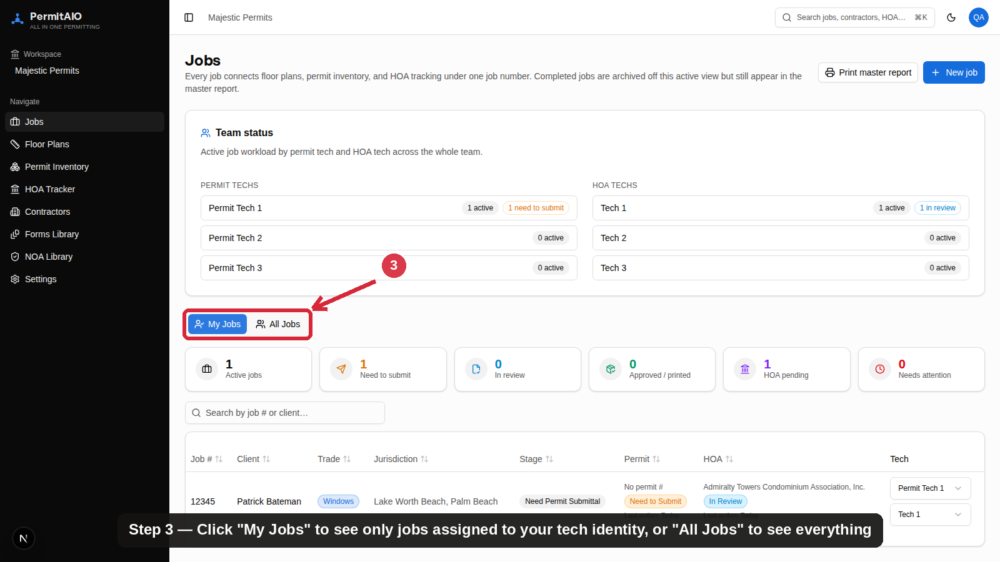 PermitAIO
ALL IN ONE PERMITTING
Workspace
Majestic Permits
Navigate
Jobs
Floor Plans
Permit Inventory
HOA Tracker
Contractors
Forms Library
NOA Library
Settings
N
Majestic Permits
Search jobs, contractors, HOA… ⌘K
QA
Jobs
Every job connects floor plans, permit inventory, and HOA tracking under one job number. Completed jobs are archived off this active view but still appear in the
master report.
Print master report
New job
Team status
Active job workload by permit tech and HOA tech across the whole team.
PERMIT TECHS
Permit Tech 1 1 active 1 need to submit
Permit Tech 2 0 active
Permit Tech 3 0 active
HOA TECHS
Tech 1 1 active 1 in review
Tech 2 0 active
Tech 3 0 active
3
My Jobs All Jobs
1
Active jobs
1
Need to submit
0
In review
0
Approved / printed
1
HOA pending
0
Needs attention
Search by job # or client…
Job # Client Trade Jurisdiction Stage Permit HOA Tech
12345 Patrick Bateman Windows Lake Worth Beach, Palm Beach Need Permit Submittal
No permit #
Need to Submit
Last action: Today
Admiralty Towers Condominium Association, Inc.
In Review
Last action: Today
Permit Tech 1
Tech 1
Step 3 — Click "My Jobs" to see only jobs assigned to your tech identity, or "All Jobs" to see everything